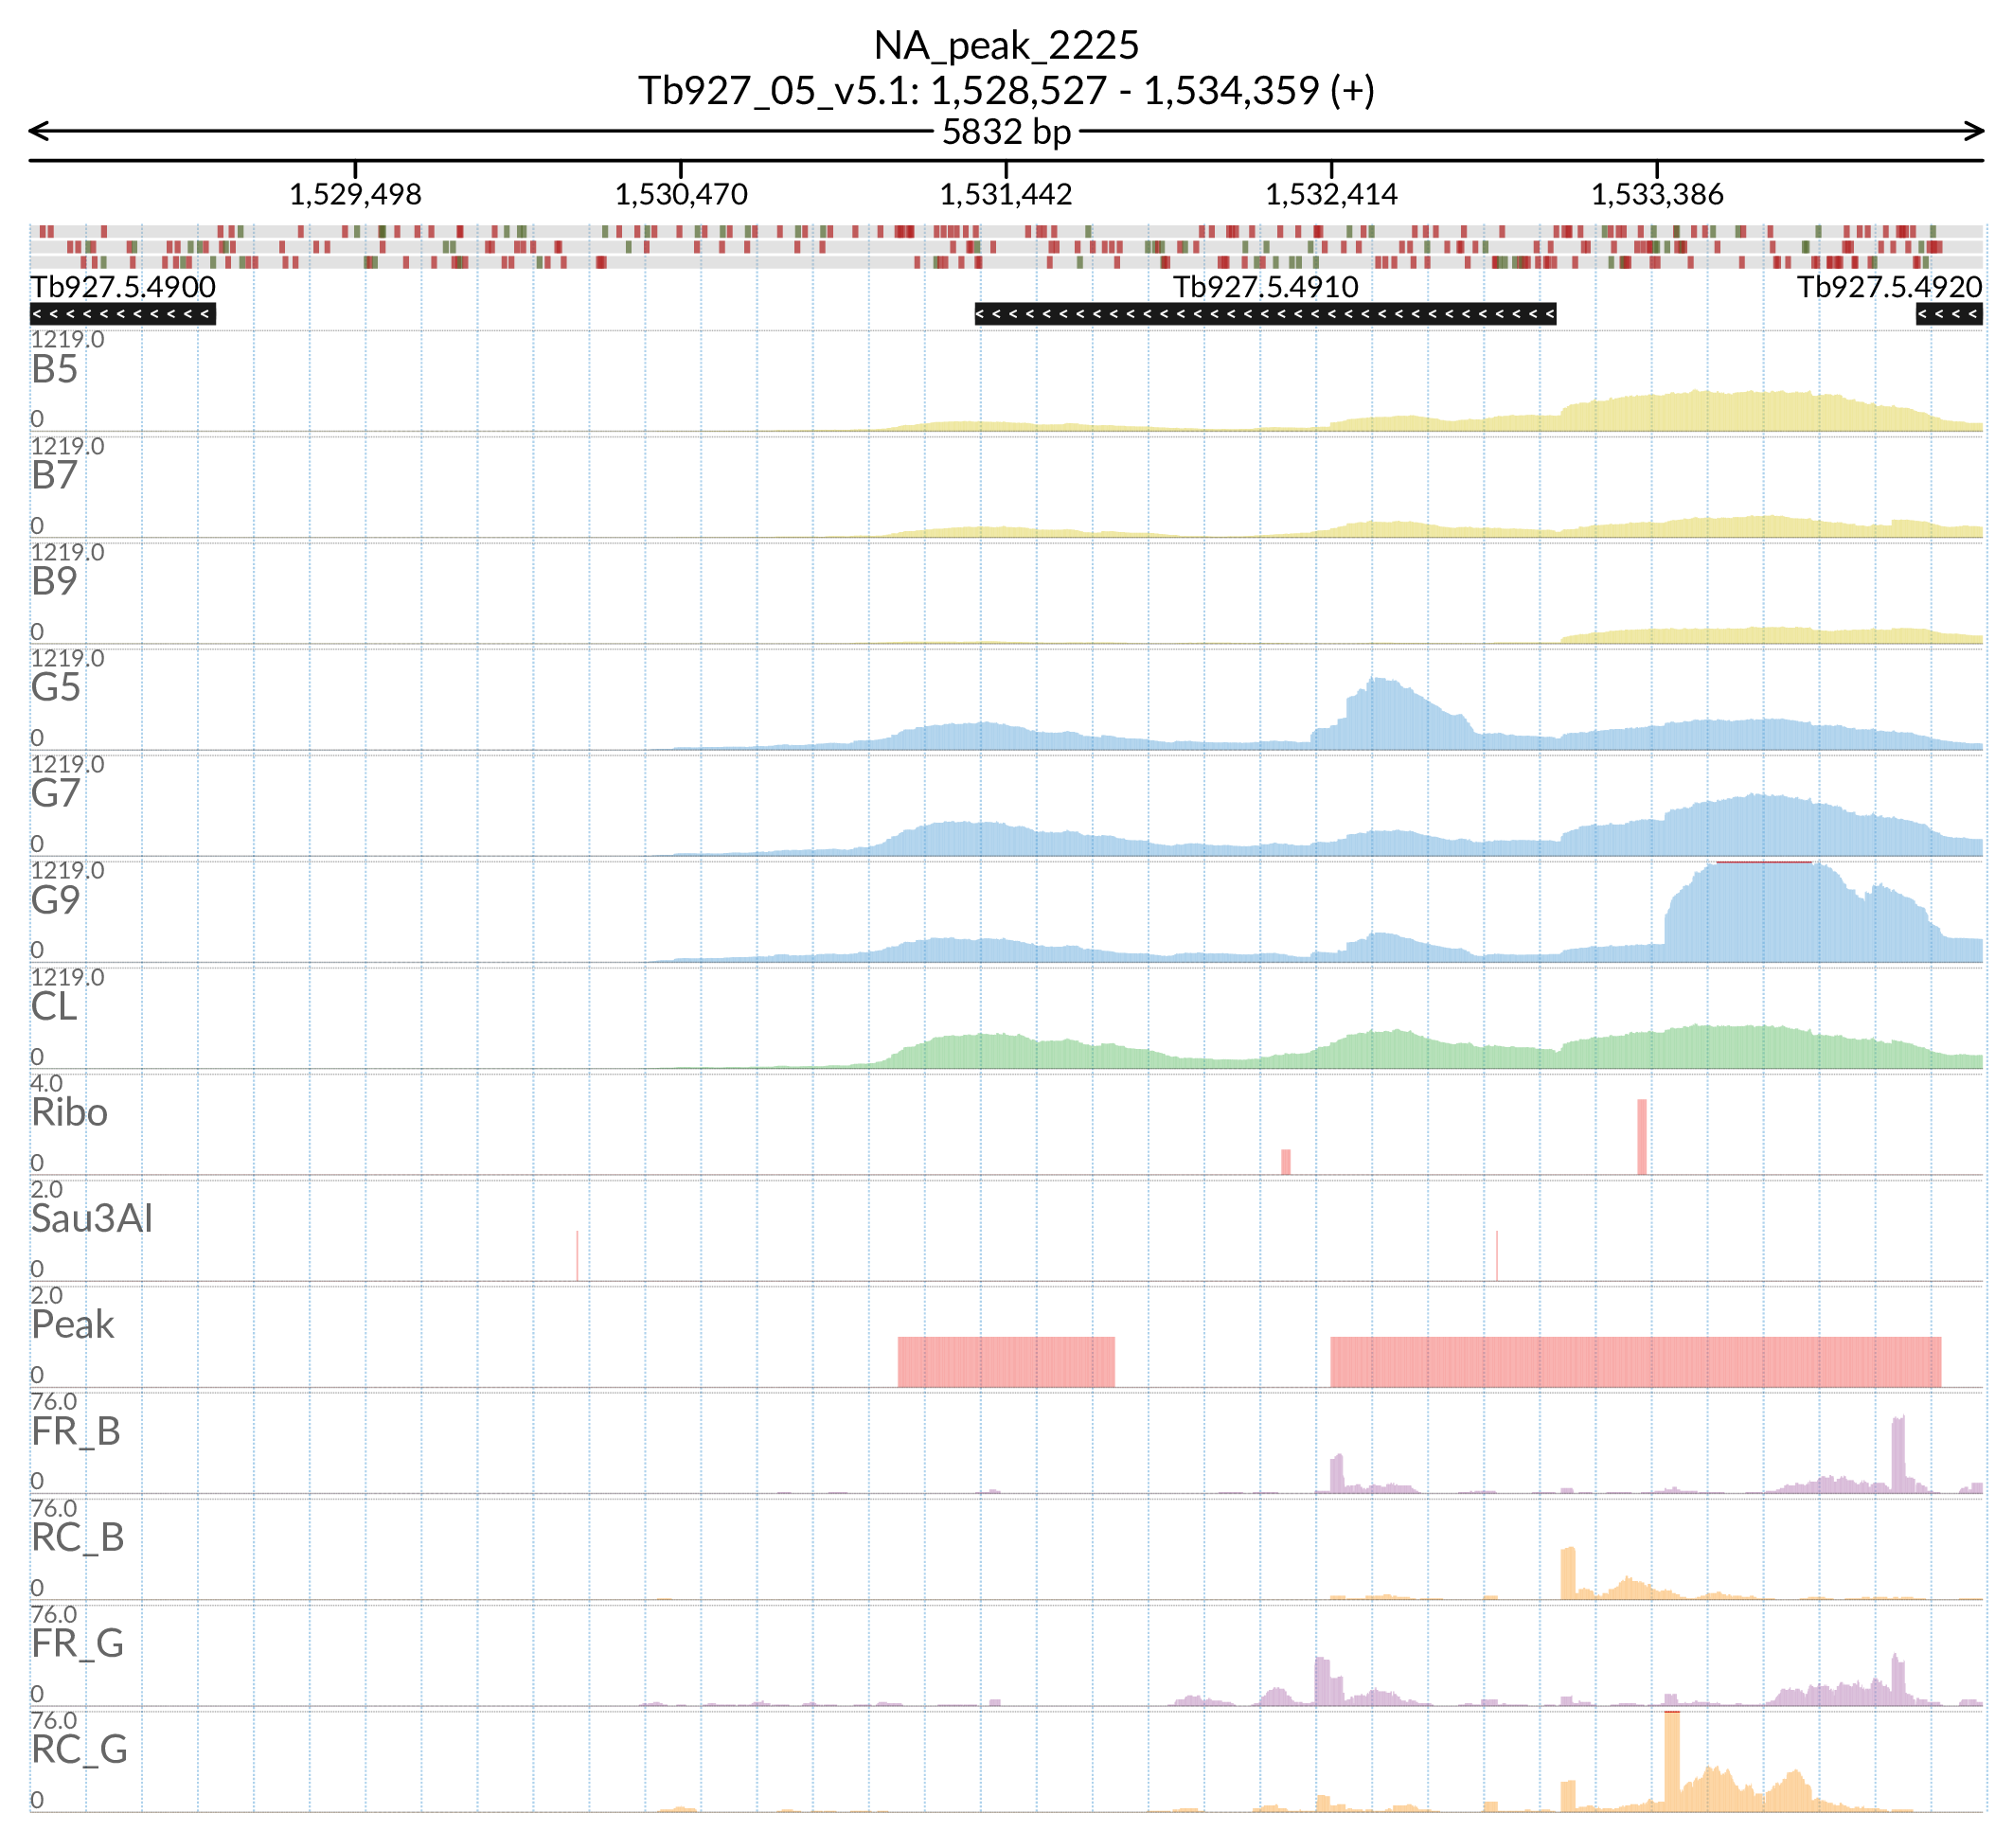 NA_peak_2225
Tb927_05_v5.1: 1,528,527 - 1,534,359 (+)
5832 bp
1,529,498 1,530,470 1,531,442 1,532,414 1,533,386
Tb927.5.4900 Tb927.5.4910 Tb927.5.4920
1219.0
B5
0
1219.0
B7
0
1219.0
B9
0
1219.0
G5
0
1219.0
G7
0
1219.0
G9
0
1219.0
CL
0
4.0
Ribo
0
2.0
Sau3AI
0
2.0
Peak
0
76.0
FR_B
0
76.0
RC_B
0
76.0
FR_G
0
76.0
RC_G
0